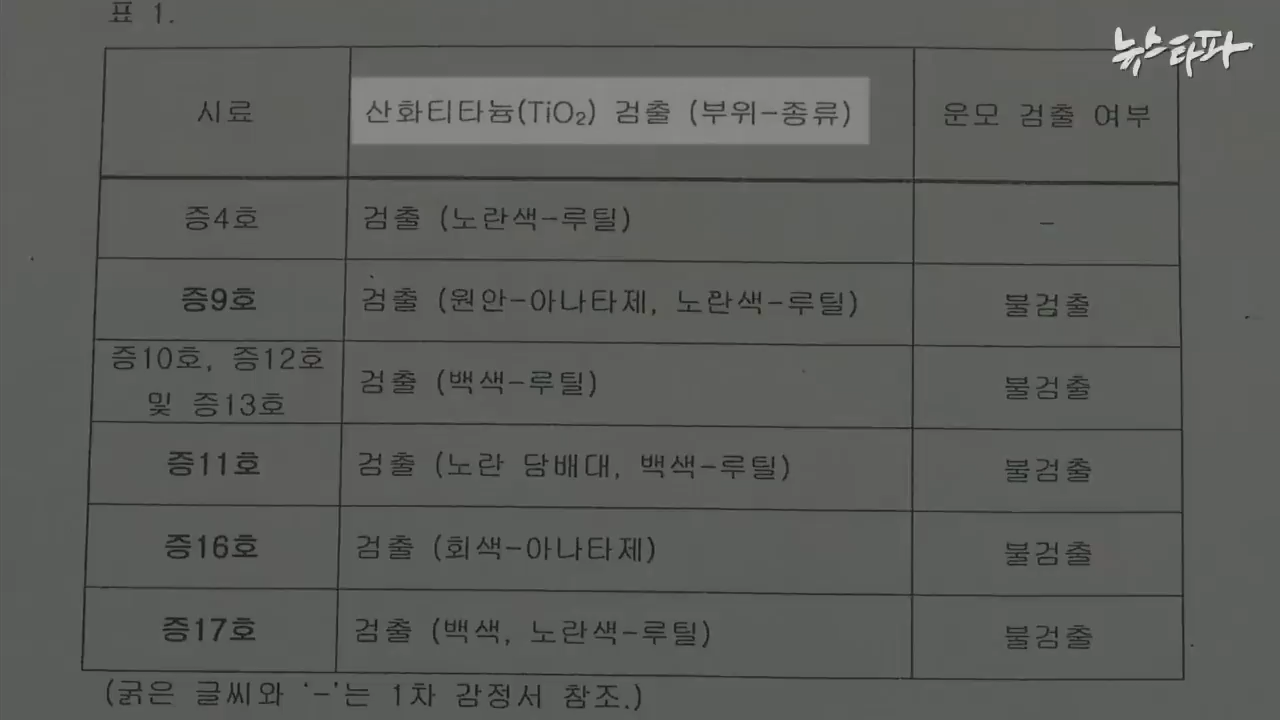 표 1.
뉴스타파
시료 산화티타늄(TiO₂) 검출 (부위-종류) 운모 검출 여부
증4호 검출 (노란색-루틸) -
증9호 검출 (원안-아나타제, 노란색-루틸) 불검출
증10호, 증12호
및 증13호 검출 (백색-루틸) 불검출
증11호 검출 (노란 담배대, 백색-루틸) 불검출
증16호 검출 (회색-아나타제) 불검출
증17호 검출 (백색, 노란색-루틸) 불검출
(굵은 글씨와 '-'는 1차 감정서 참조.)